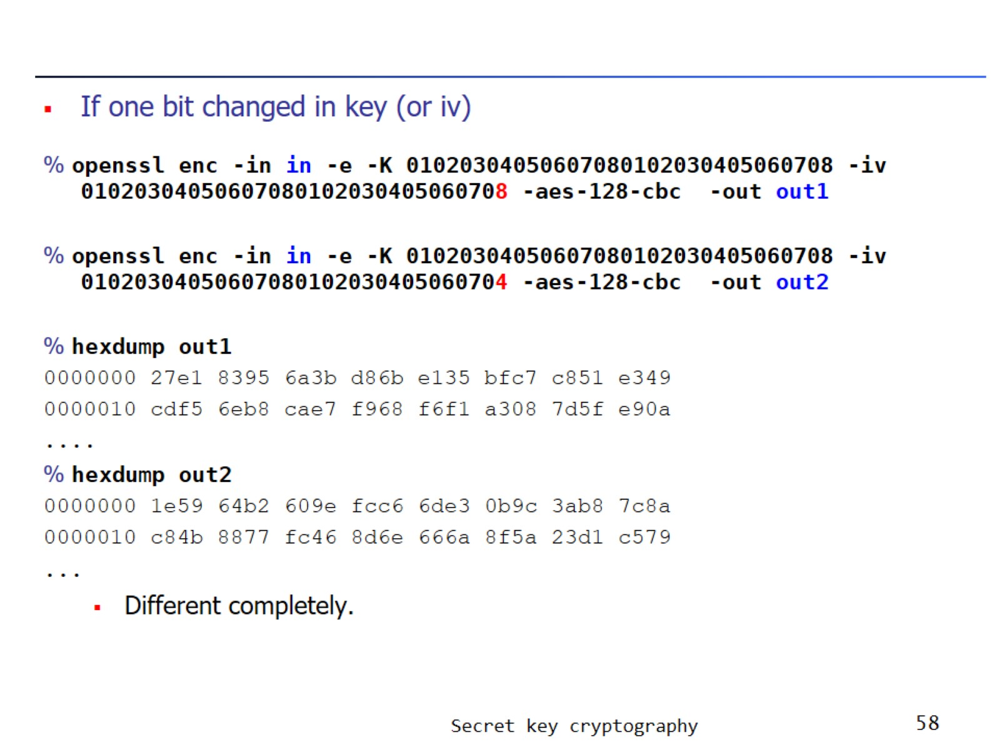 ▪ If one bit changed in key (or iv)
% openssl enc -in in -e -K 01020304050607080102030405060708 -iv
01020304050607080102030405060708 -aes-128-cbc -out out1
% openssl enc -in in -e -K 01020304050607080102030405060708 -iv
01020304050607080102030405060704 -aes-128-cbc -out out2
% hexdump out1
0000000 27e1 8395 6a3b d86b e135 bfc7 c851 e349
0000010 cdf5 6eb8 cae7 f968 f6f1 a308 7d5f e90a
....
% hexdump out2
0000000 1e59 64b2 609e fcc6 6de3 0b9c 3ab8 7c8a
0000010 c84b 8877 fc46 8d6e 666a 8f5a 23d1 c579
...
▪ Different completely.
Secret key cryptography
58